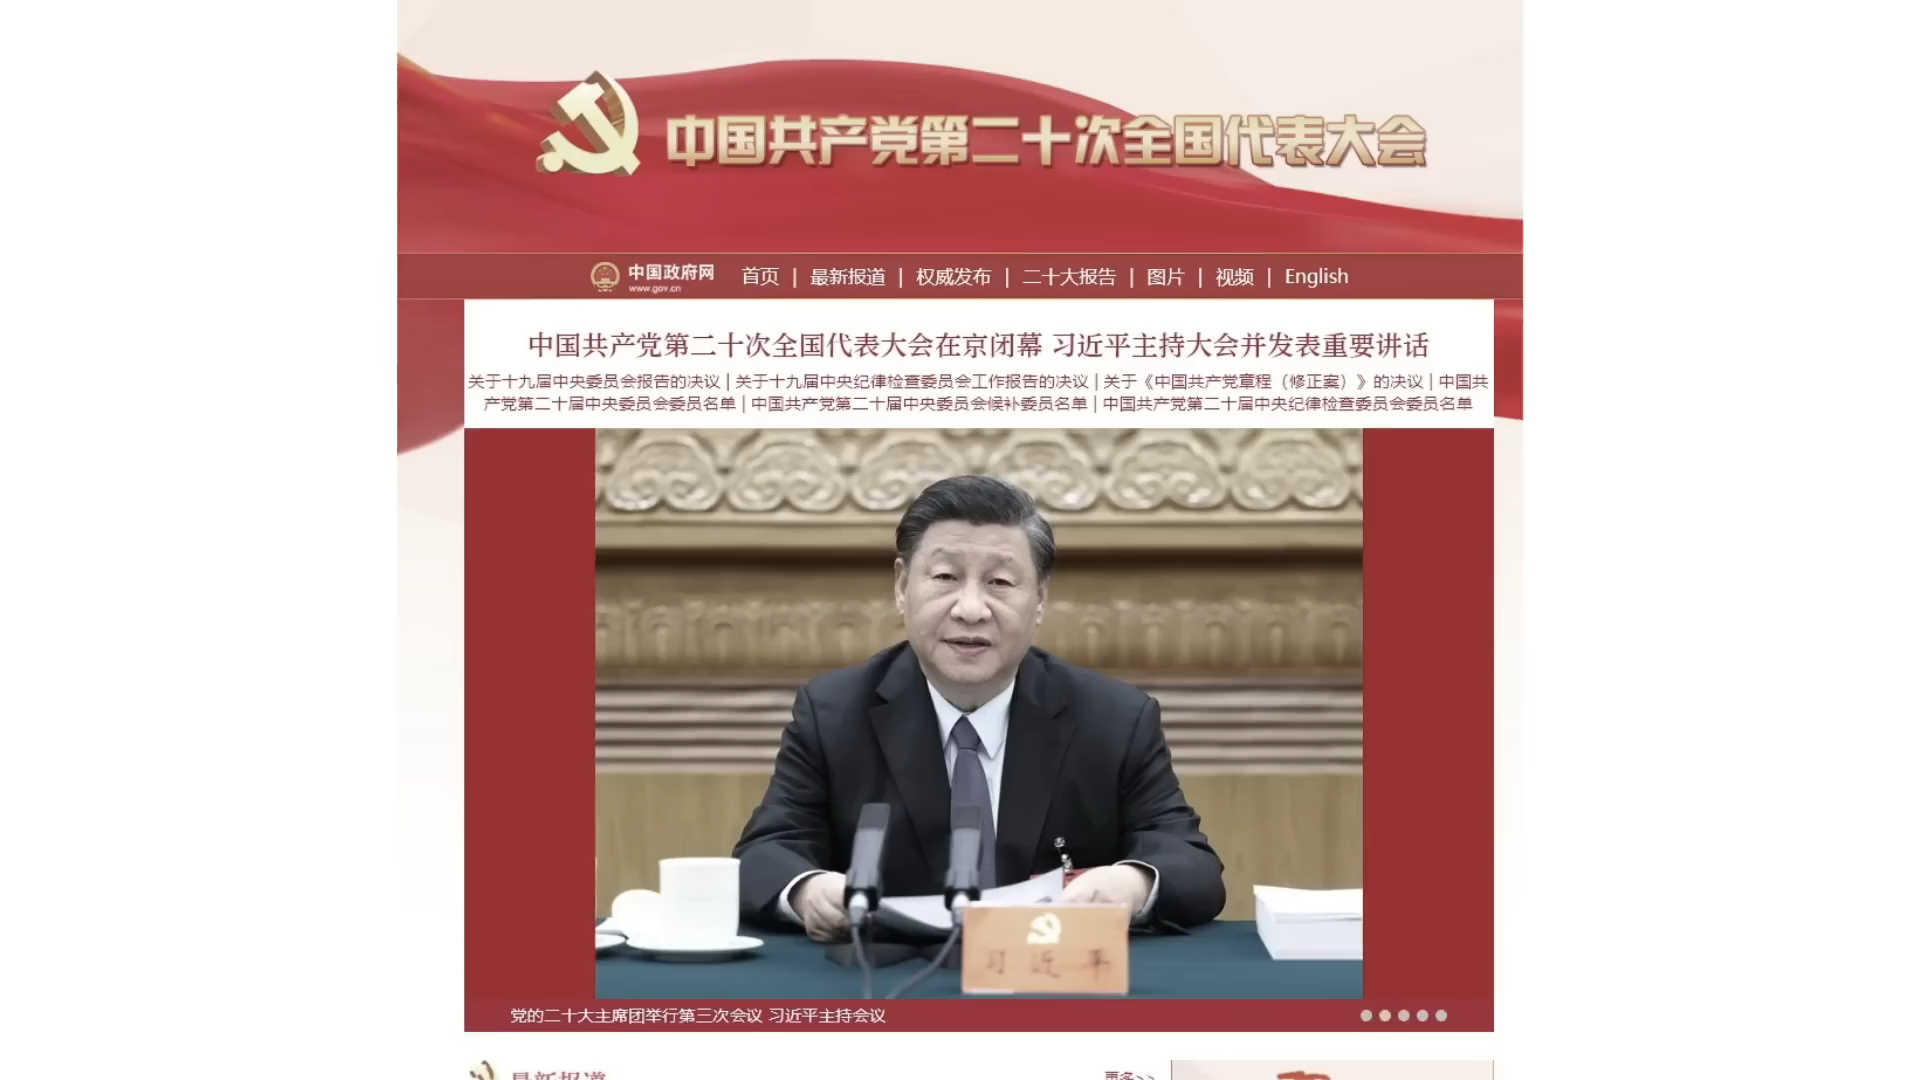 中国共产党第二十次全国代表大会
中国政府网 首页 | 最新报道 | 权威发布 | 二十大报告 | 图片 | 视频 | English
www.gov.cn
中国共产党第二十次全国代表大会在京闭幕 习近平主持大会并发表重要讲话
关于十九届中央委员会报告的决议 | 关于十九届中央纪律检查委员会工作报告的决议 | 关于《中国共产党章程（修正案）》的决议 | 中国共
产党第二十届中央委员会委员名单 | 中国共产党第二十届中央委员会候补委员名单 | 中国共产党第二十届中央纪律检查委员会委员名单
习近平
党的二十大主席团举行第三次会议 习近平主持会议
最新报道
更多>>